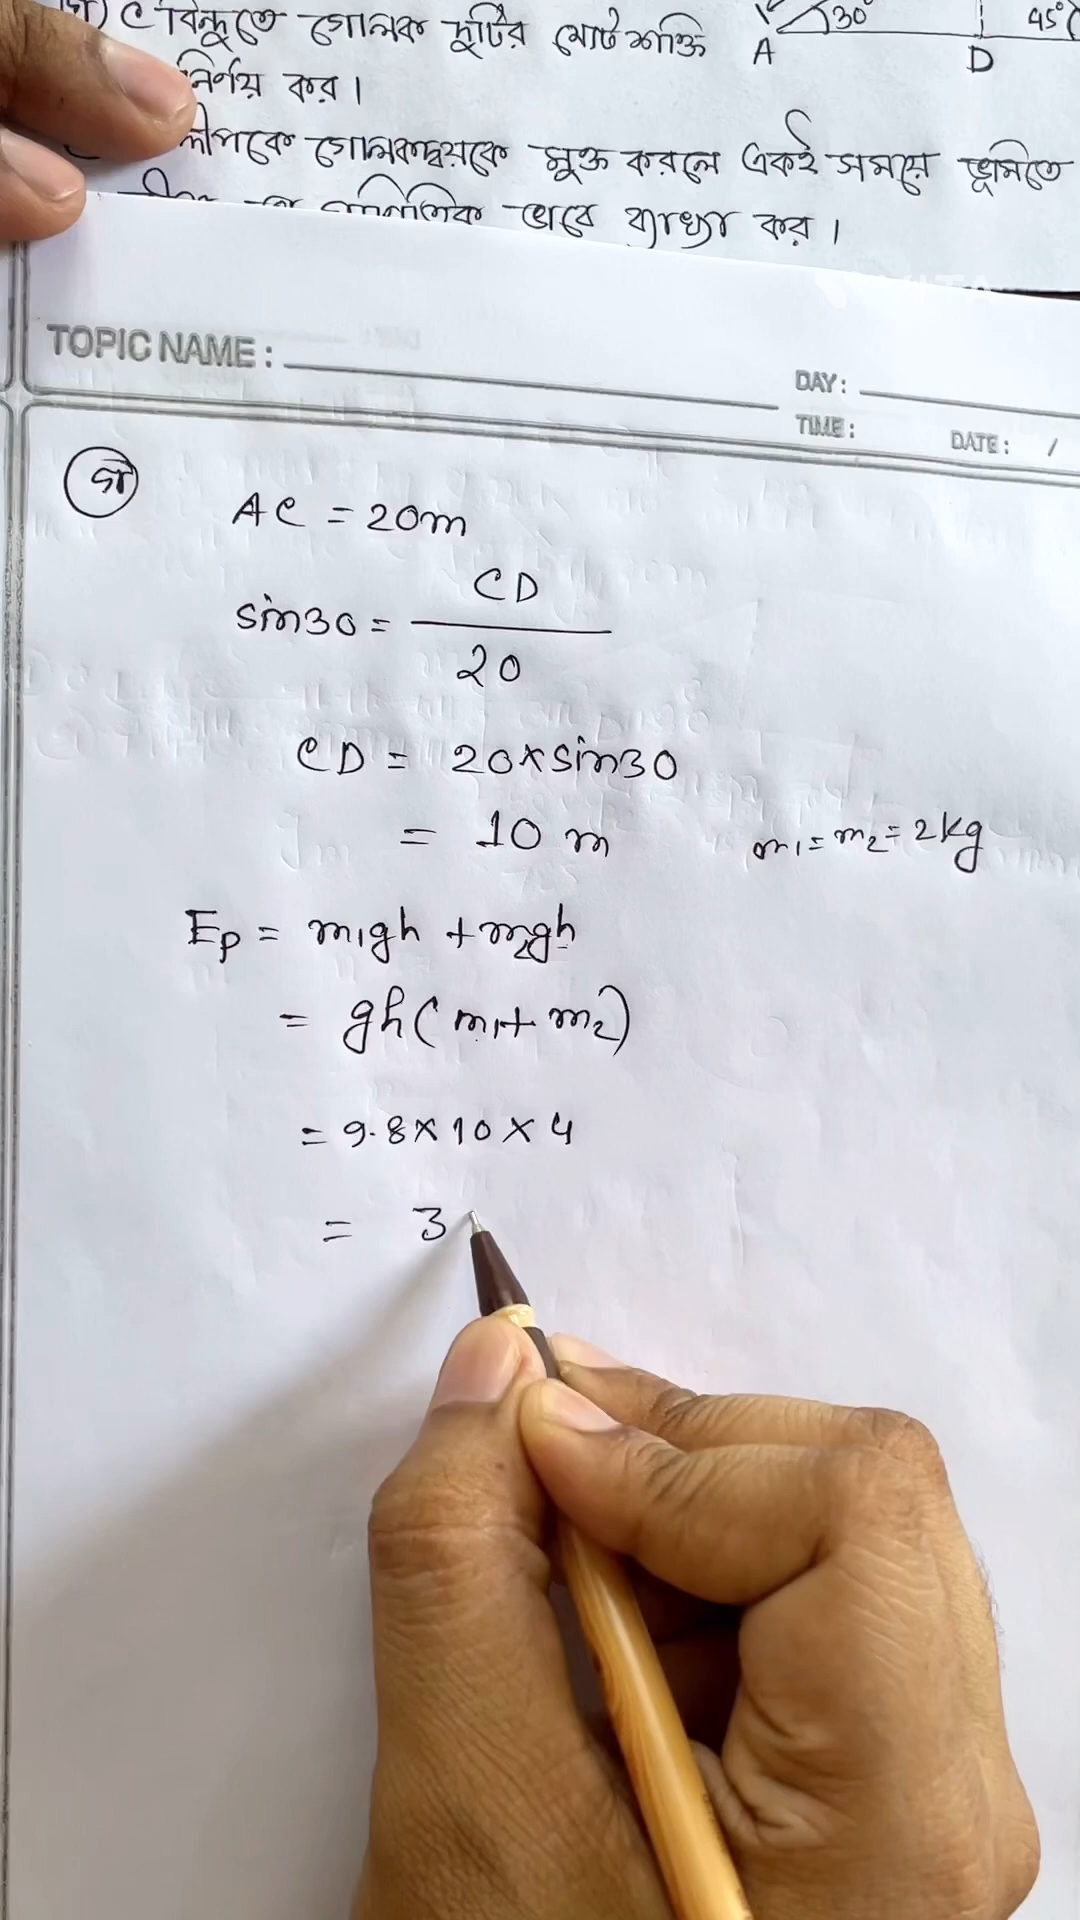 C বিন্দুতে গোলক দুটির মোট শক্তি
নির্ণয় কর।
গোলকদ্বয়কে মুক্ত করলে একই সময়ে ভূমিতে
ভাবে ব্যাখ্যা কর।
30°
45°
A
D
TOPIC NAME :
DAY :
TIME :
DATE : /
গ
AC = 20m
sin30 = CD
20
CD = 20×sin30
= 10 m
m1 = m2 = 2kg
Ep = m1gh + m2gh
= gh(m1+ m2)
= 9.8×10×4
= 3